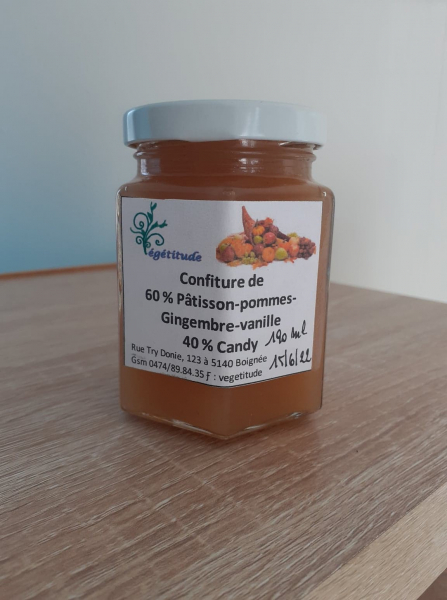 Végétitude
Confiture de
60 % Pâtisson-pommes-
Gingembre-vanille
40 % Candy 190 ml
Rue Try Donie, 123 à 5140 Boignée
Gsm 0474/89.84.35 ƒ : vegetitude 15/6/22